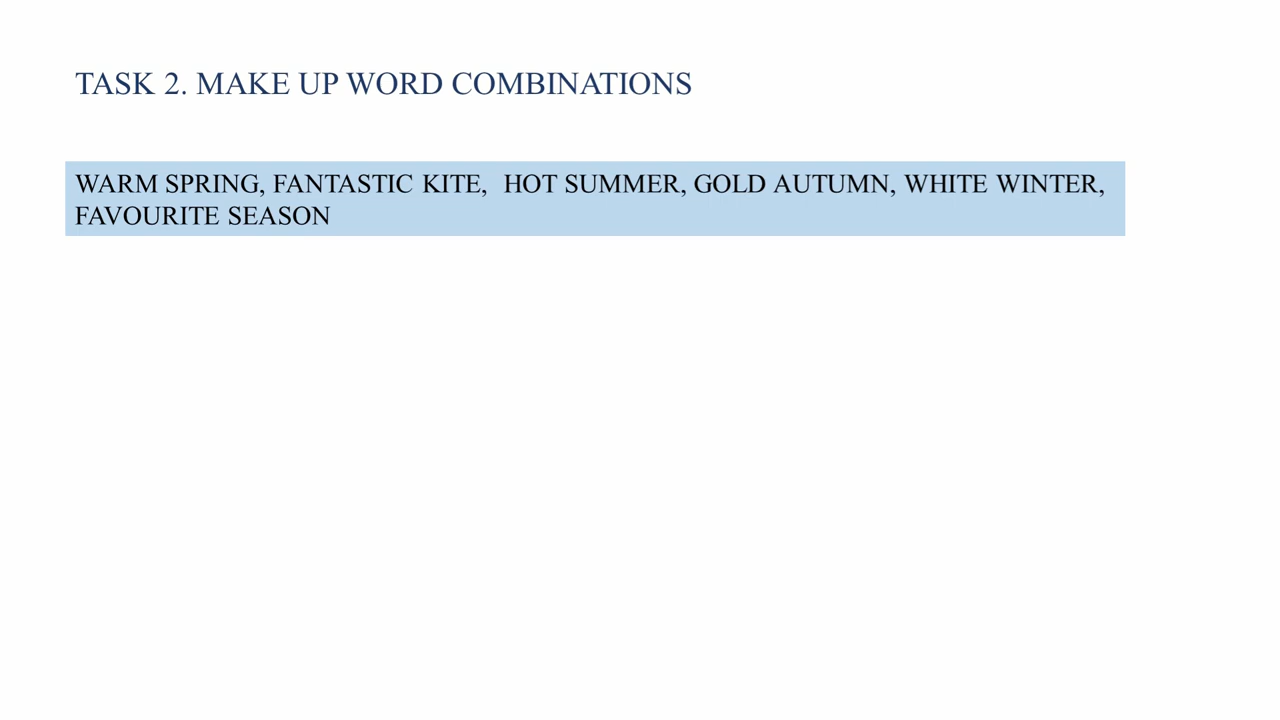 TASK 2. MAKE UP WORD COMBINATIONS
WARM SPRING, FANTASTIC KITE,  HOT SUMMER, GOLD AUTUMN, WHITE WINTER,
FAVOURITE SEASON